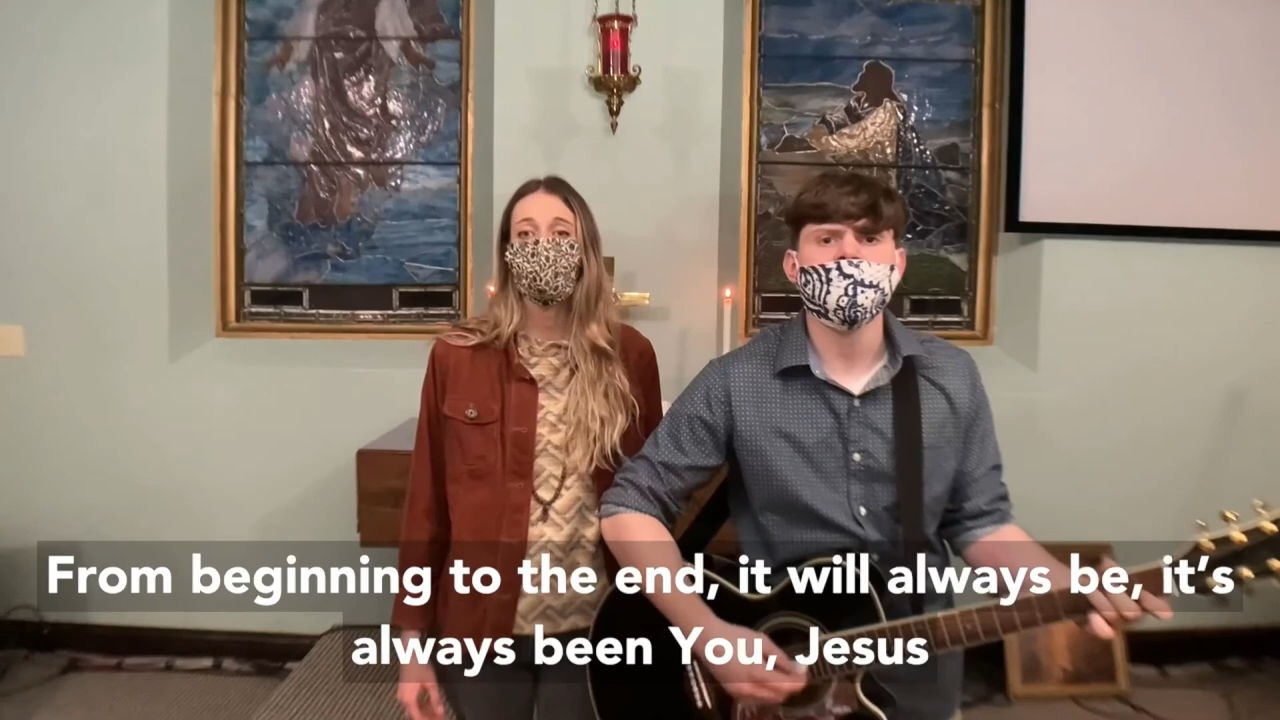 From beginning to the end, it will always be, it's
always been You, Jesus